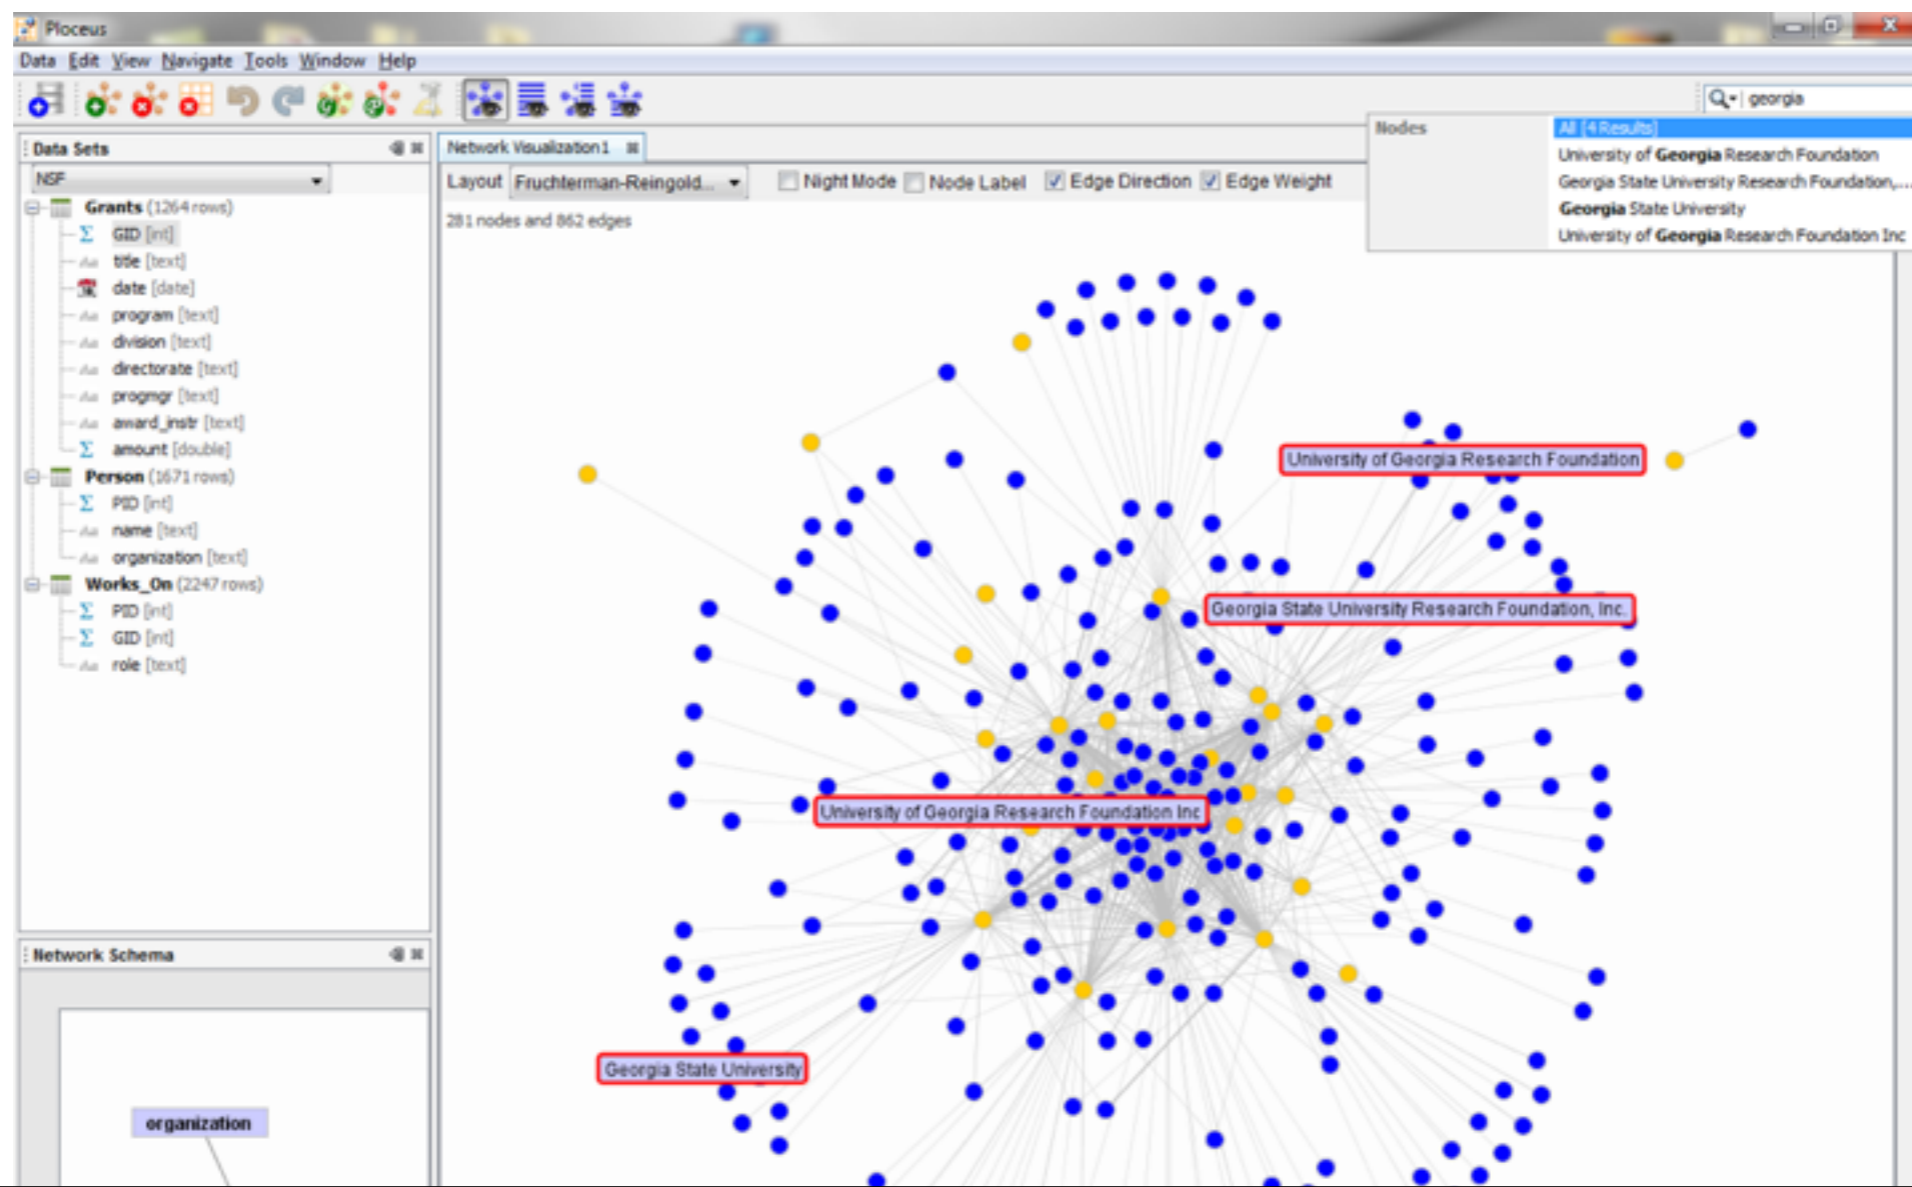 Ploceus
Data Edit View Navigate Tools Window Help
georgia
Nodes
All [4 Results]
University of Georgia Research Foundation
Georgia State University Research Foundation,...
Georgia State University
University of Georgia Research Foundation Inc
Data Sets
NSF
Grants (1264 rows)
GID [int]
title [text]
date [date]
program [text]
division [text]
directorate [text]
progmgr [text]
award_instr [text]
amount [double]
Person (1671 rows)
PID [int]
name [text]
organization [text]
Works_On (2247 rows)
PID [int]
GID [int]
role [text]
Network Schema
organization
Network Visualization1
Layout Fruchterman-Reingold... Night Mode Node Label Edge Direction Edge Weight
281 nodes and 862 edges
University of Georgia Research Foundation
Georgia State University Research Foundation, Inc.
University of Georgia Research Foundation Inc
Georgia State University